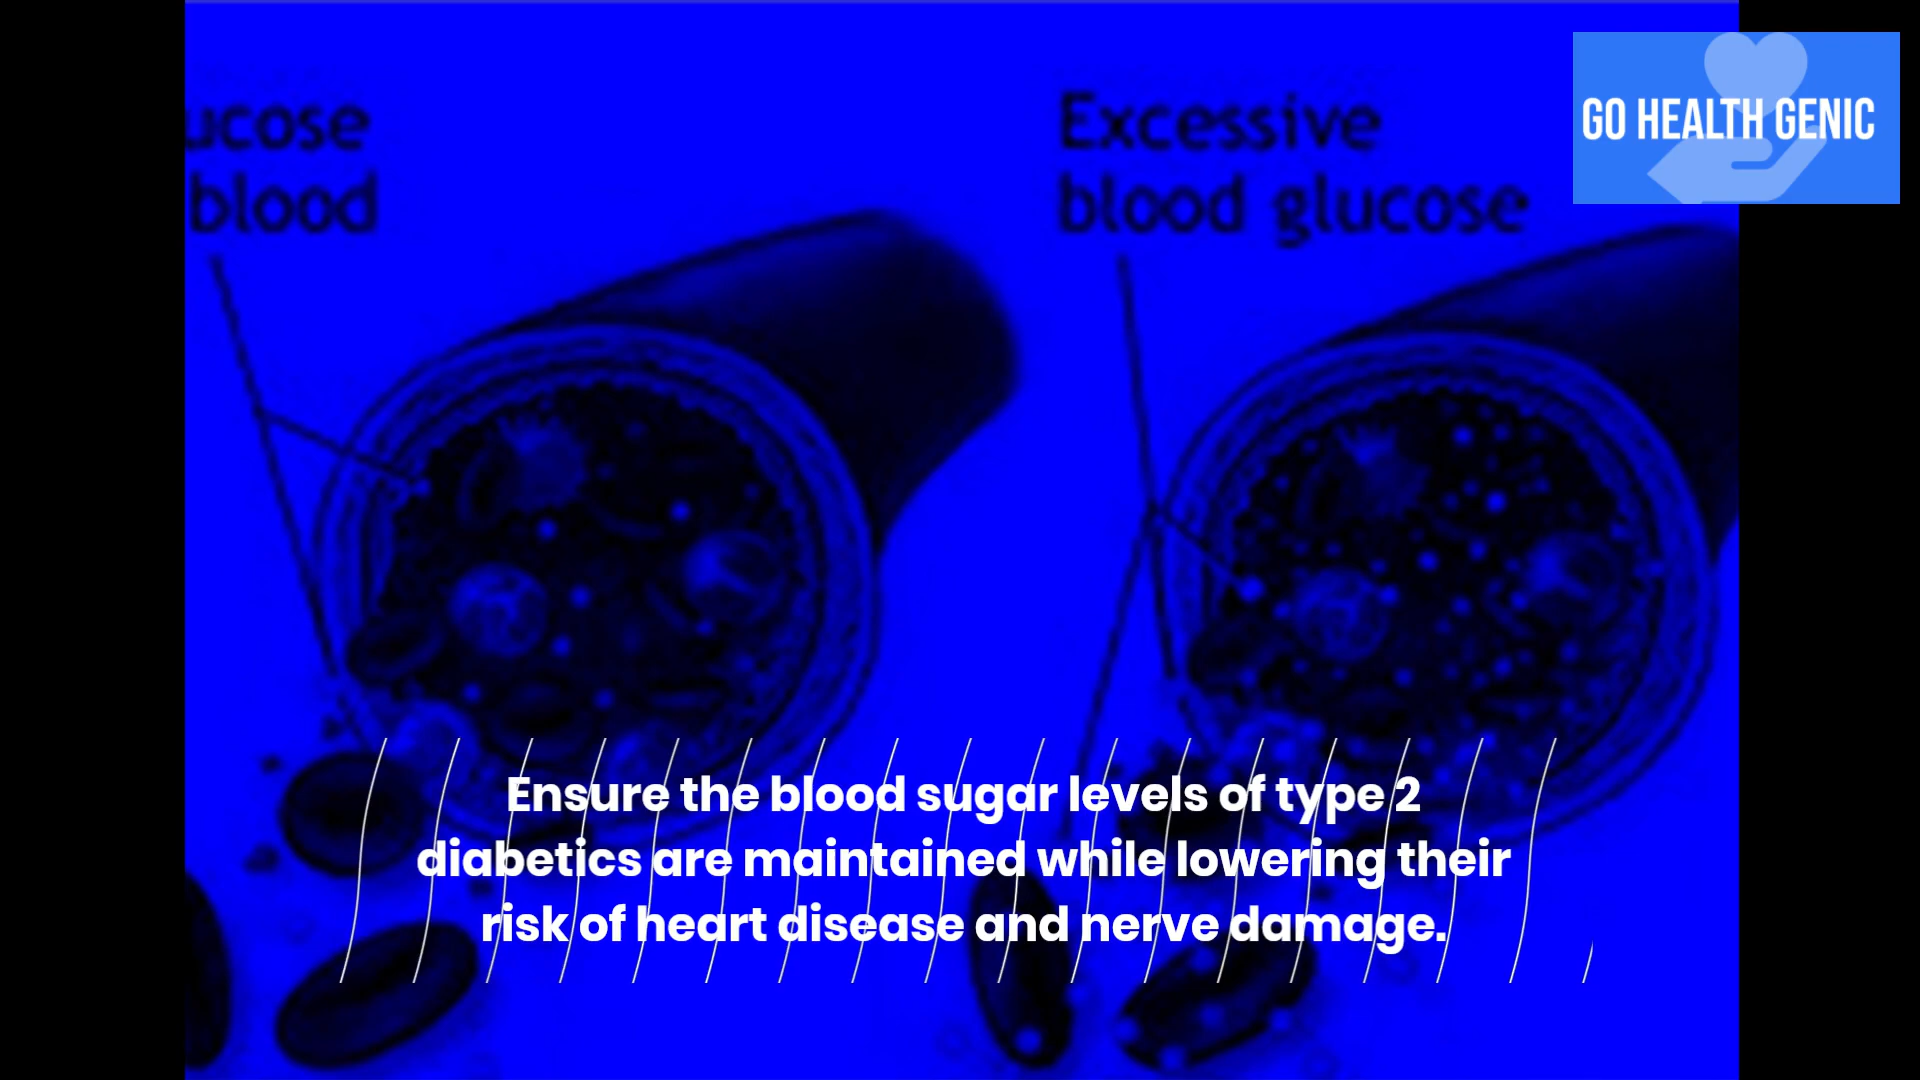 ucose
blood
Excessive
blood glucose
GO HEALTH GENIC
Ensure the blood sugar levels of type 2
diabetics are maintained while lowering their
risk of heart disease and nerve damage.